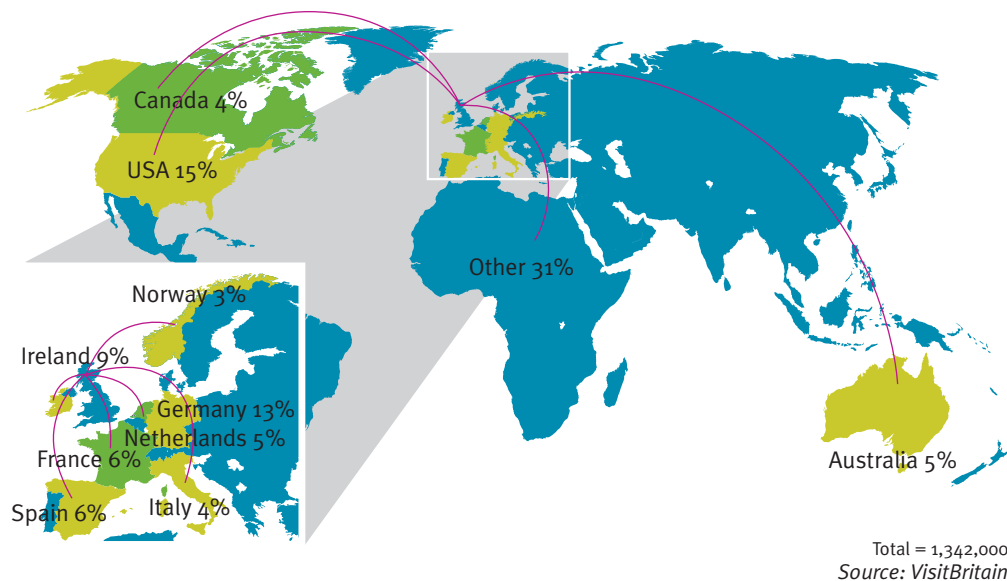 Canada 4%
USA 15%
Other 31%
Norway 3%
Ireland 9%
Germany 13%
Netherlands 5%
France 6%
Spain 6%
Italy 4%
Australia 5%
Total = 1,342,000
Source: VisitBritain